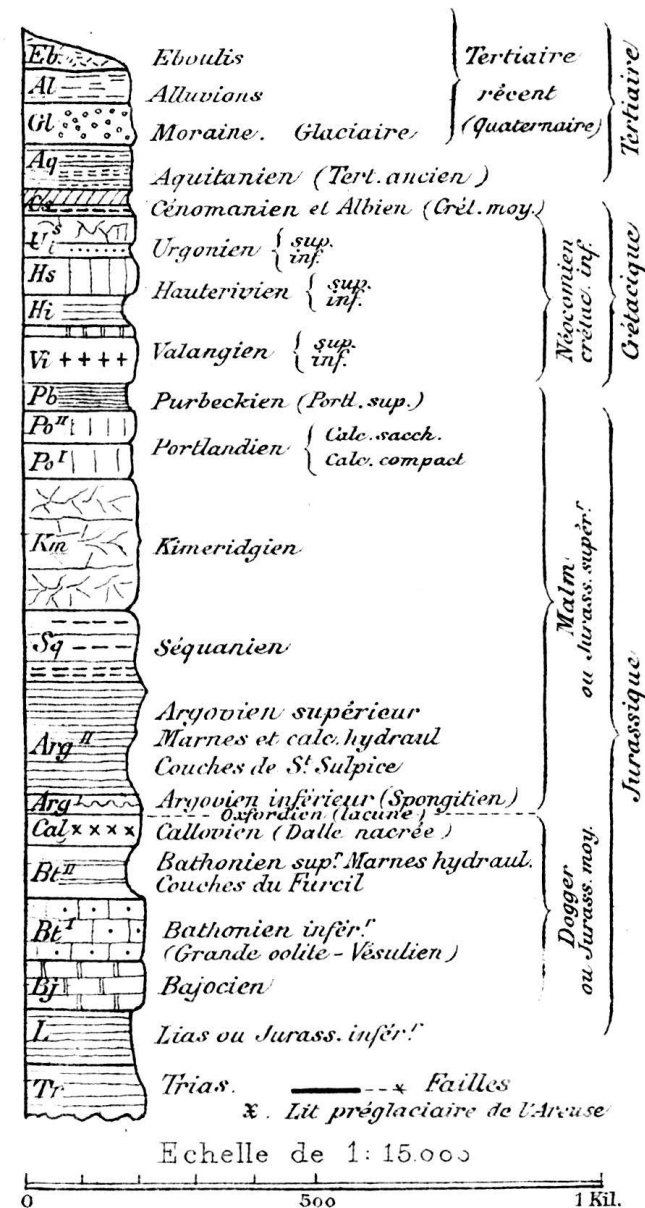 Eb Eboulis
Al Alluvions
Gl Moraine. Glaciaire
Tertiaire
récent
(quaternaire)
Tertiaire
Aq Aquitanien (Tert. ancien)
Cs Cénomanien et Albien (Crét. moy.)
U s i Urgonien { sup.
inf.
Hs Hauterivien { sup.
inf.
Hi
Vi + + + + Valangien { sup.
inf.
Néocomien
crétac. inf.
Crétacique
Pb Purbeckien (Portl. sup.)
Po II Portlandien { Calc. sacch.
Po I Calc. compact
Km Kimeridgien
Sq Séquanien
Arg II Argovien supérieur
Marnes et calc. hydraul
Couches de St Sulpice
Arg I Argovien inférieur (Spongitien)
Malm
ou Jurass. supér.r
Oxfordien (lacune)
Cal x x x x Callovien (Dalle nacrée)
Bt II Bathonien sup.r Marnes hydraul.
Couches du Furcil
Bt I Bathonien infér.r
(Grande oolite - Vésulien)
Bj Bajocien
Dogger
ou Jurass. moy.
L Lias ou Jurass. infér.r
Jurassique
Tr Trias. Failles
x. Lit préglaciaire de l'Areuse
Echelle de 1:15.000
0 500 1 Kil.